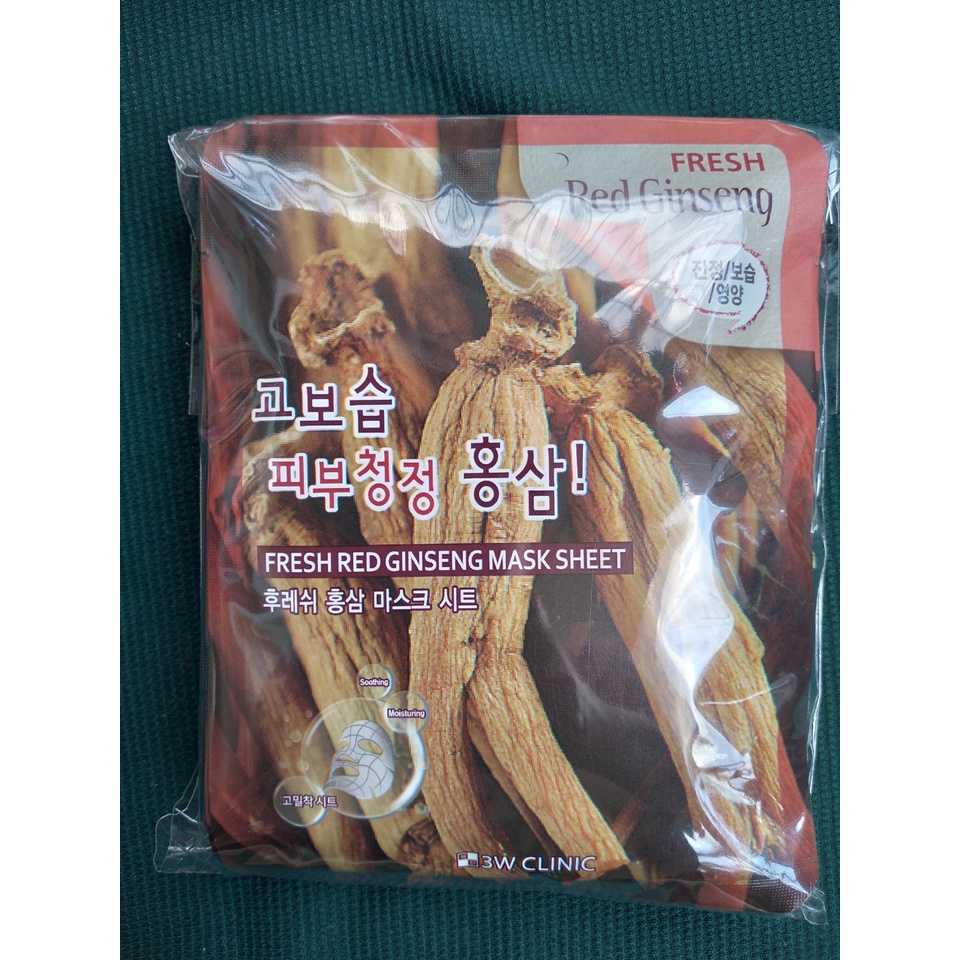 FRESH
Red Ginseng
진정/보습
/영양
고보습
피부청정 홍삼!
FRESH RED GINSENG MASK SHEET
후레쉬 홍삼 마스크 시트
Soothing
Moisturing
고밀착 시트
3W CLINIC